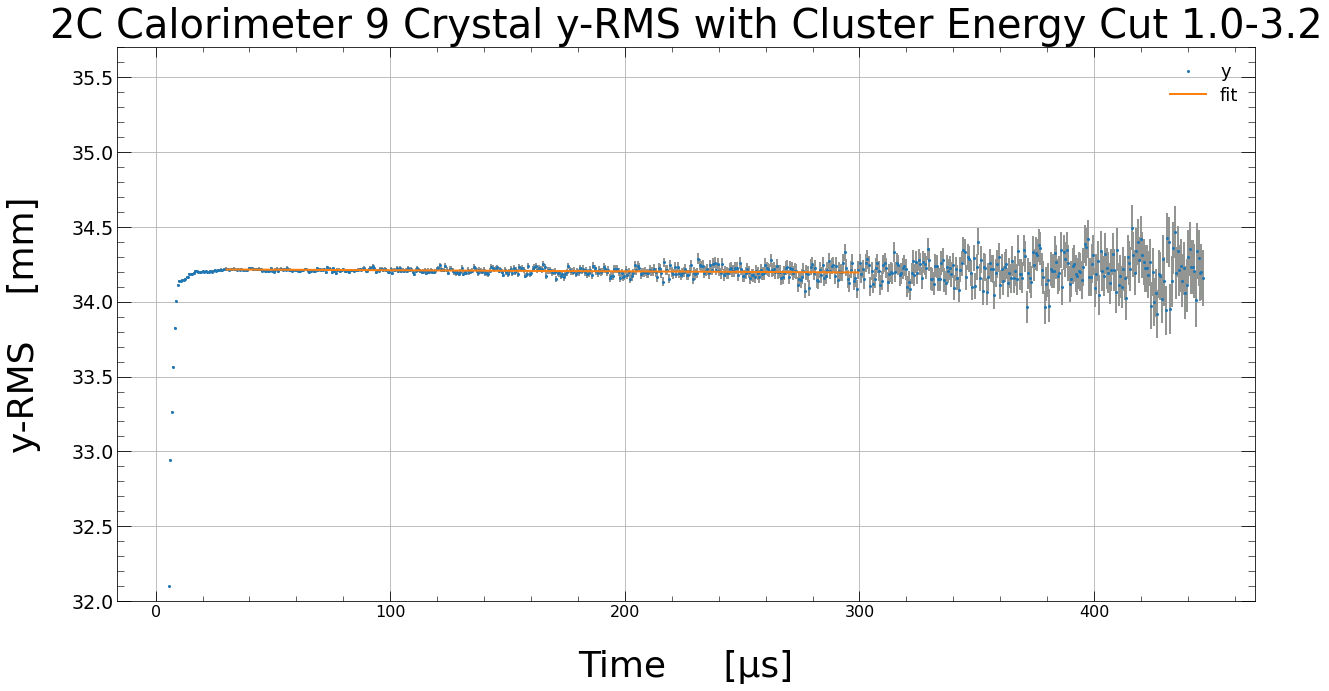 2C Calorimeter 9 Crystal y-RMS with Cluster Energy Cut 1.0-3.2
y
fit
35.5
35.0
34.5
34.0
33.5
33.0
32.5
32.0
y-RMS [mm]
0 100 200 300 400
Time [μs]